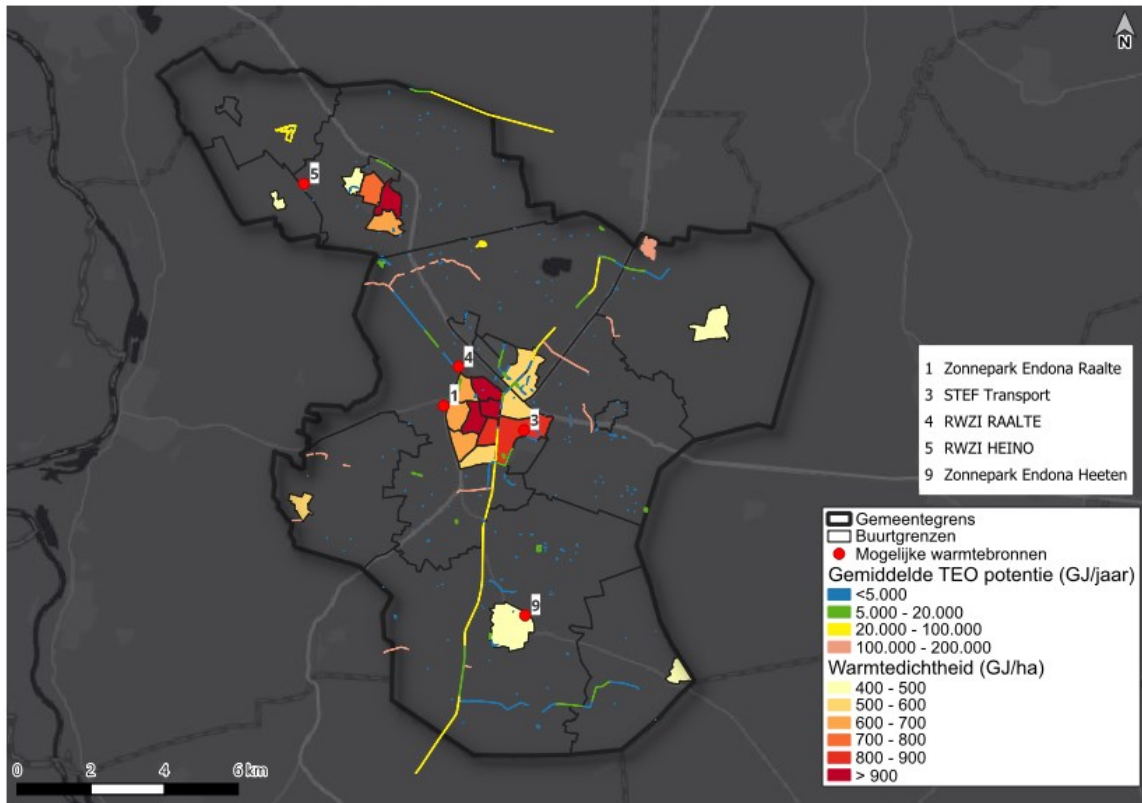 N
5
4
1
3
9
1 Zonnepark Endona Raalte
3 STEF Transport
4 RWZI RAALTE
5 RWZI HEINO
9 Zonnepark Endona Heeten
Gemeentegrens
Buurtgrenzen
Mogelijke warmtebronnen
Gemiddelde TEO potentie (GJ/jaar)
<5.000
5.000 - 20.000
20.000 - 100.000
100.000 - 200.000
Warmtedichtheid (GJ/ha)
400 - 500
500 - 600
600 - 700
700 - 800
800 - 900
> 900
0 2 4 6 km